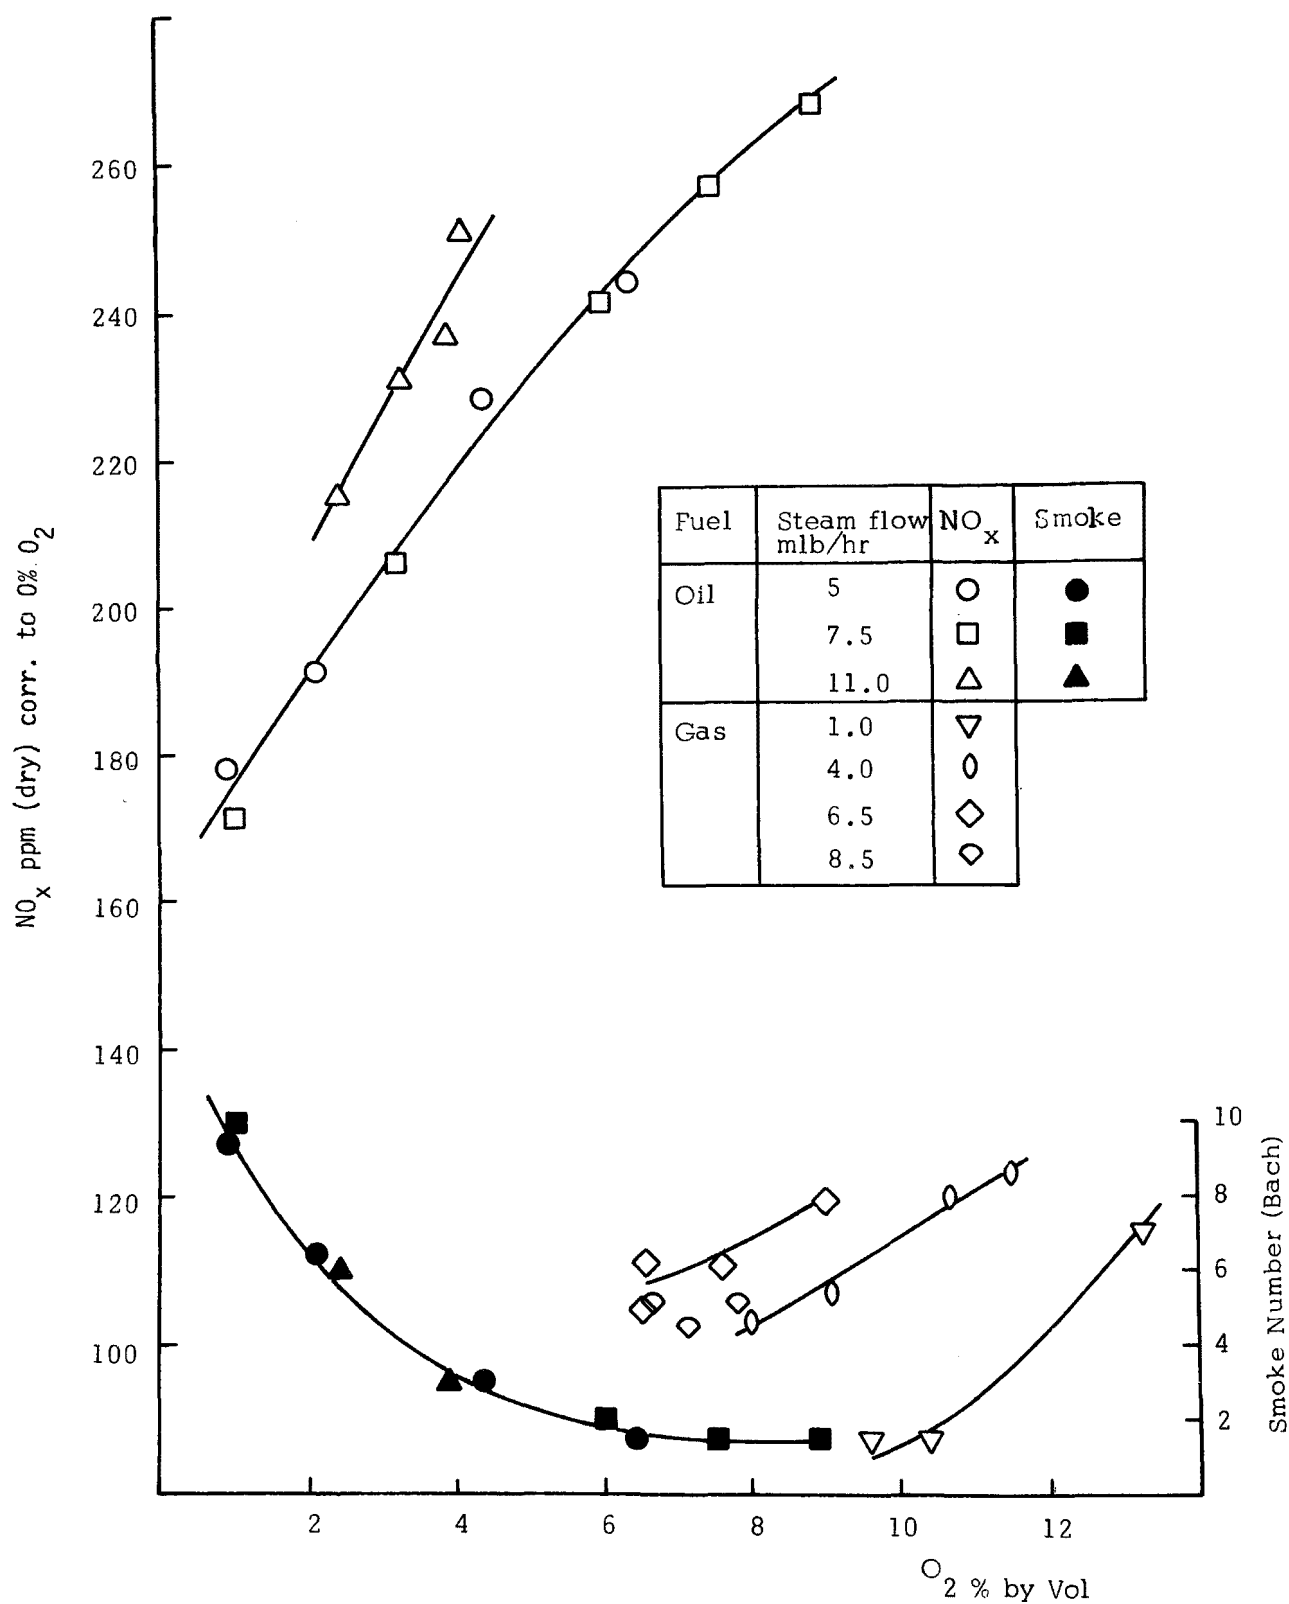 260
240
220
200
180
160
140
120
100
NOx ppm (dry) corr. to 0% O2
Fuel Steam flow mlb/hr NOx Smoke
Oil 5
7.5
11.0
Gas 1.0
4.0
6.5
8.5
10
8
6
4
2
Smoke Number (Bach)
2 4 6 8 10 12
O2 % by Vol